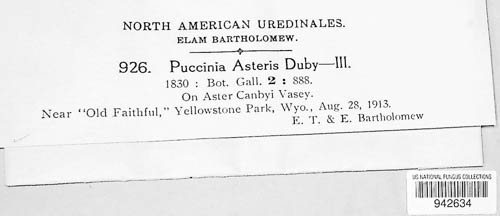 NORTH AMERICAN UREDINALES.
ELAM BARTHOLOMEW.
926. Puccinia Asteris Duby—III.
1830 : Bot. Gall. 2 : 888.
On Aster Canbyi Vasey.
Near "Old Faithful," Yellowstone Park, Wyo., Aug. 28, 1913.
E. T. & E. Bartholomew
US NATIONAL FUNGUS COLLECTIONS
942634